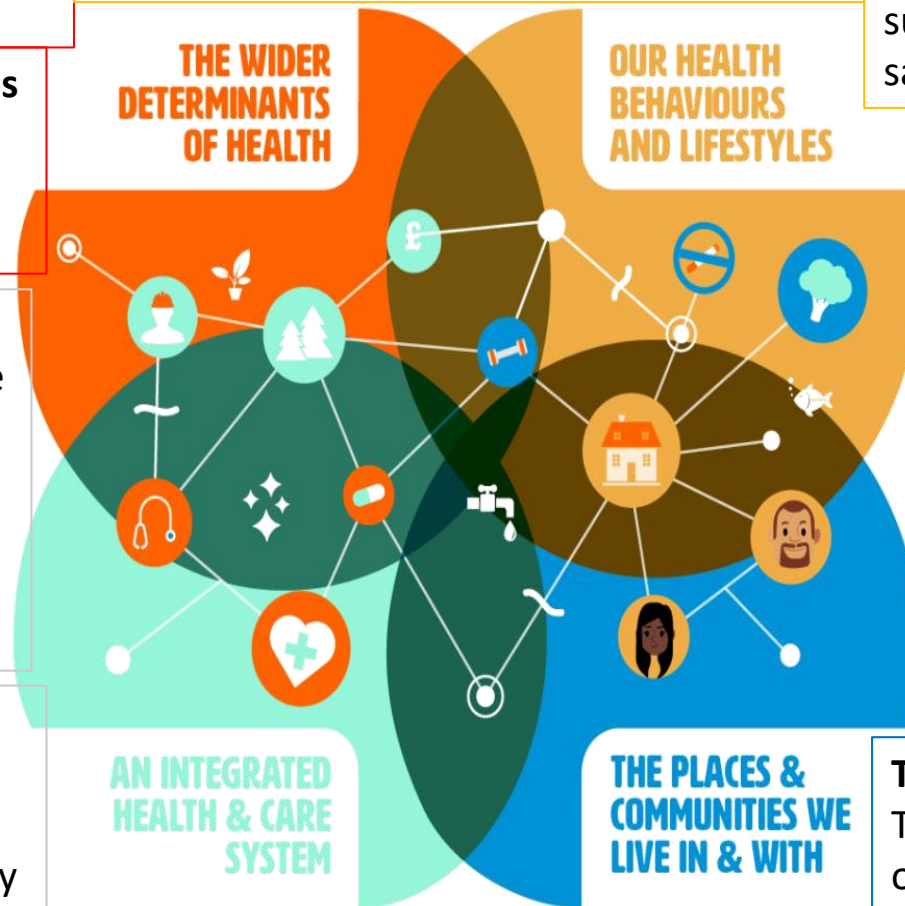 THE WIDER
DETERMINANTS
OF HEALTH
OUR HEALTH
BEHAVIOURS
AND LIFESTYLES
£
AN INTEGRATED
HEALTH & CARE
SYSTEM
THE PLACES &
COMMUNITIES WE
LIVE IN & WITH